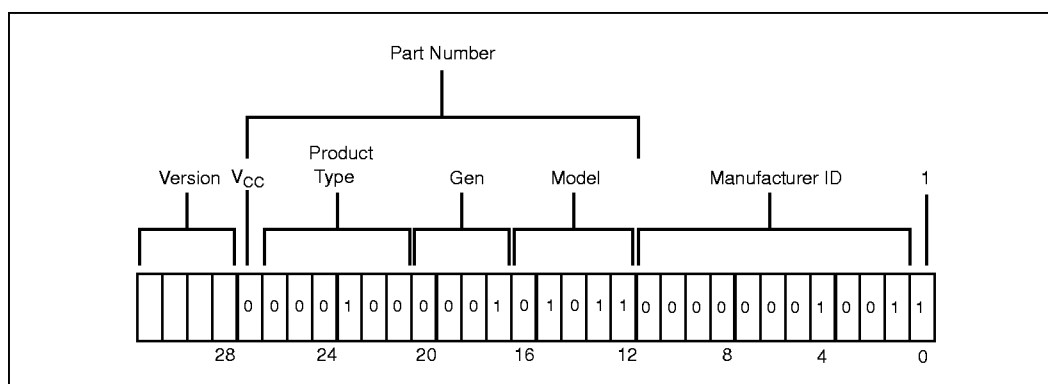 Part Number
Product
Type
Version VCC Gen Model Manufacturer ID 1
0 0 0 0 1 0 0 0 0 0 1 0 1 0 1 1 0 0 0 0 0 0 0 1 0 0 1 1
28 24 20 16 12 8 4 0